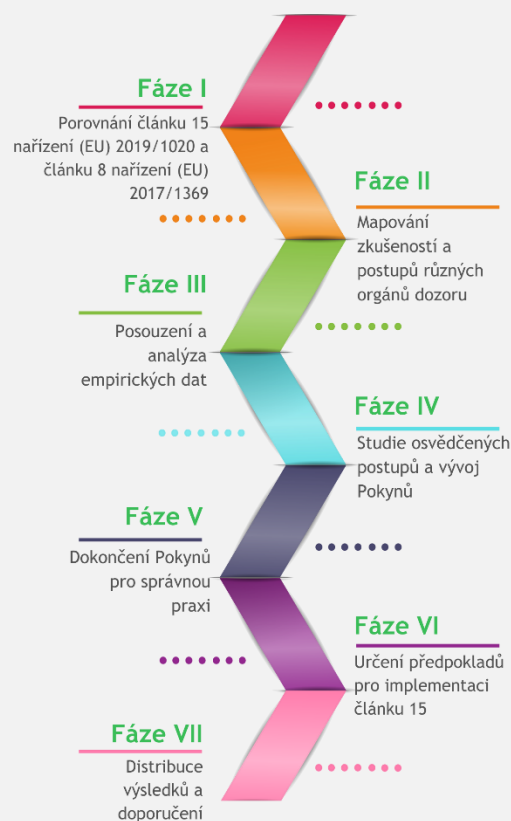 Fáze I
Porovnání článku 15
nařízení (EU) 2019/1020 a
článku 8 nařízení (EU)
2017/1369
Fáze II
Mapování
zkušeností a
postupů různých
orgánů dozoru
Fáze III
Posouzení a
analýza
empirických dat
Fáze IV
Studie osvědčených
postupů a vývoj
Pokynů
Fáze V
Dokončení Pokynů
pro správnou
praxi
Fáze VI
Určení předpokladů
pro implementaci
článku 15
Fáze VII
Distribuce
výsledků a
doporučení